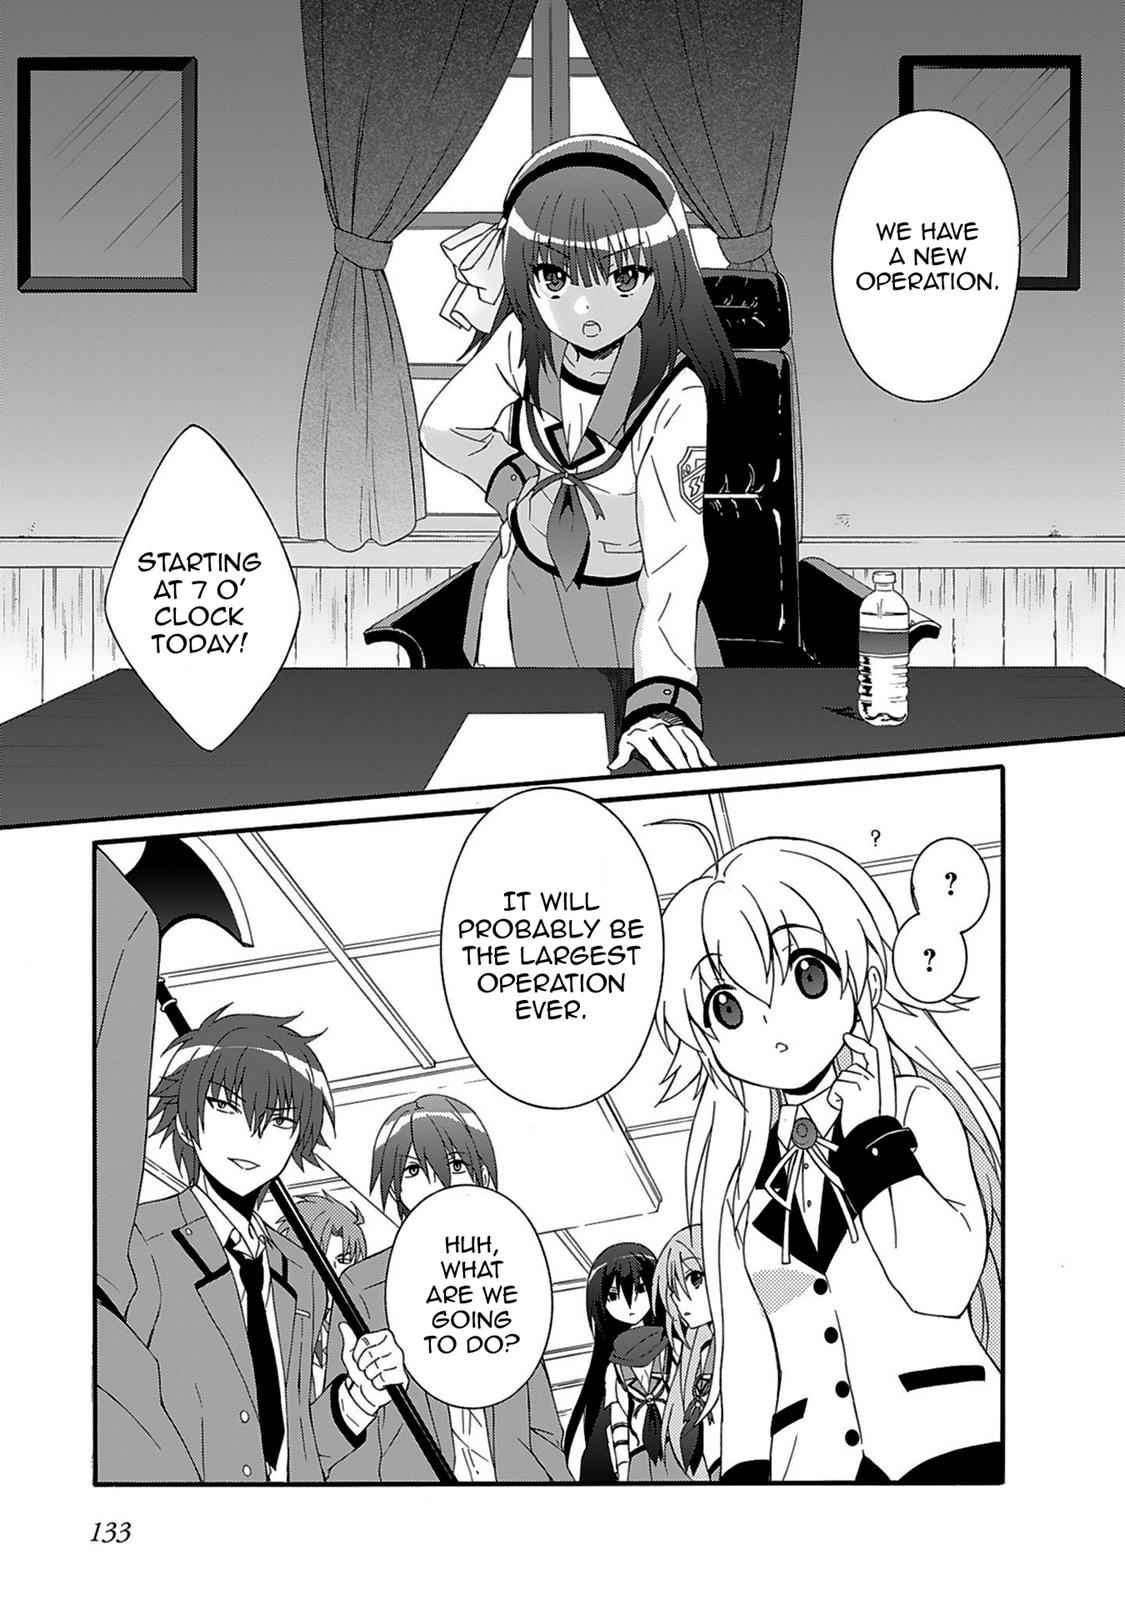 WE HAVE
A NEW
OPERATION.
STARTING
AT 7 O'
CLOCK
TODAY!
?
?
?
IT WILL
PROBABLY BE
THE LARGEST
OPERATION
EVER.
HUH,
WHAT
ARE WE
GOING
TO DO?
133